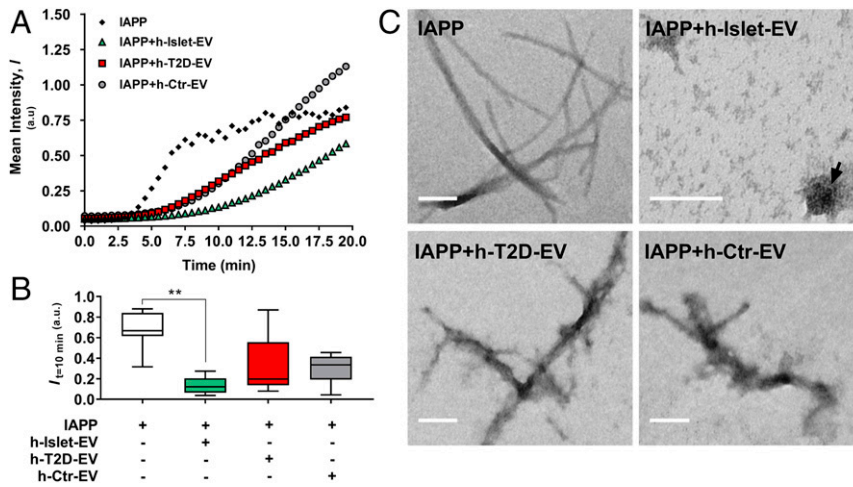 A
IAPP
IAPP+h-Islet-EV
IAPP+h-T2D-EV
IAPP+h-Ctr-EV
Mean Intensity, I
(a.u)
1.50
1.25
1.00
0.75
0.50
0.25
0.00
0.0 2.5 5.0 7.5 10.0 12.5 15.0 17.5 20.0
Time (min)
B
I t=10 min (a.u.)
1.0
0.8
0.6
0.4
0.2
0.0
**
IAPP + + + +
h-Islet-EV - + - -
h-T2D-EV - - + -
h-Ctr-EV - - - +
C
IAPP
IAPP+h-Islet-EV
IAPP+h-T2D-EV
IAPP+h-Ctr-EV